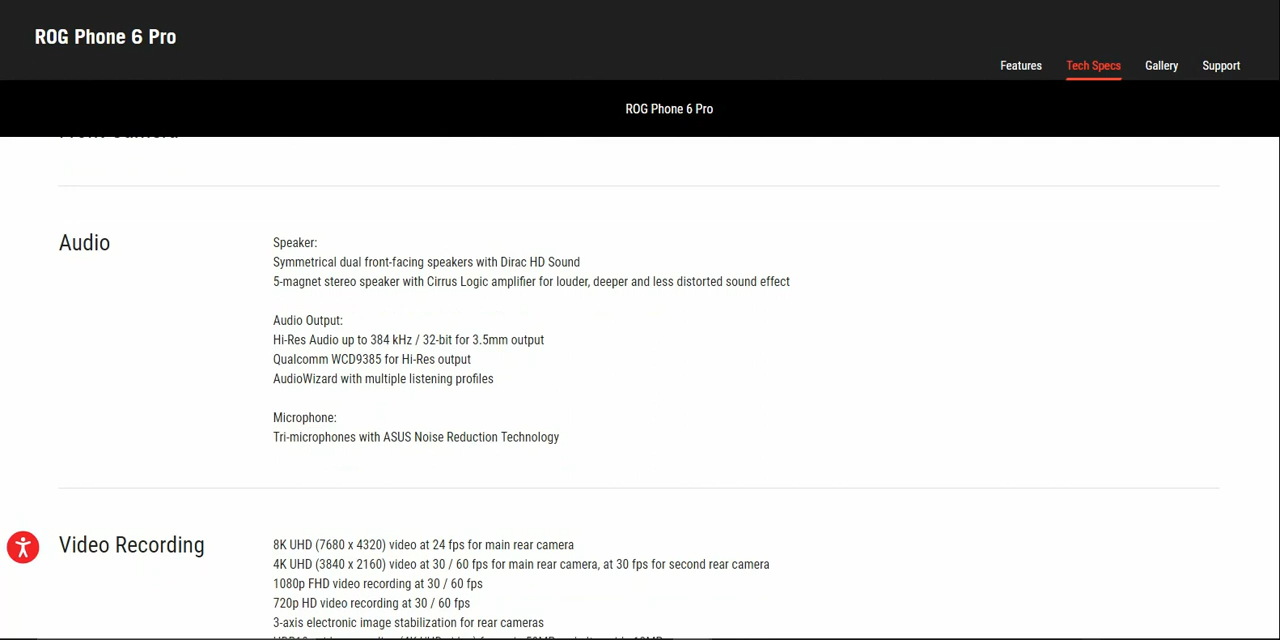 ROG Phone 6 Pro
Features Tech Specs Gallery Support
ROG Phone 6 Pro
Audio
Speaker:
Symmetrical dual front-facing speakers with Dirac HD Sound
5-magnet stereo speaker with Cirrus Logic amplifier for louder, deeper and less distorted sound effect
Audio Output:
Hi-Res Audio up to 384 kHz / 32-bit for 3.5mm output
Qualcomm WCD9385 for Hi-Res output
AudioWizard with multiple listening profiles
Microphone:
Tri-microphones with ASUS Noise Reduction Technology
Video Recording
8K UHD (7680 x 4320) video at 24 fps for main rear camera
4K UHD (3840 x 2160) video at 30 / 60 fps for main rear camera, at 30 fps for second rear camera
1080p FHD video recording at 30 / 60 fps
720p HD video recording at 30 / 60 fps
3-axis electronic image stabilization for rear cameras